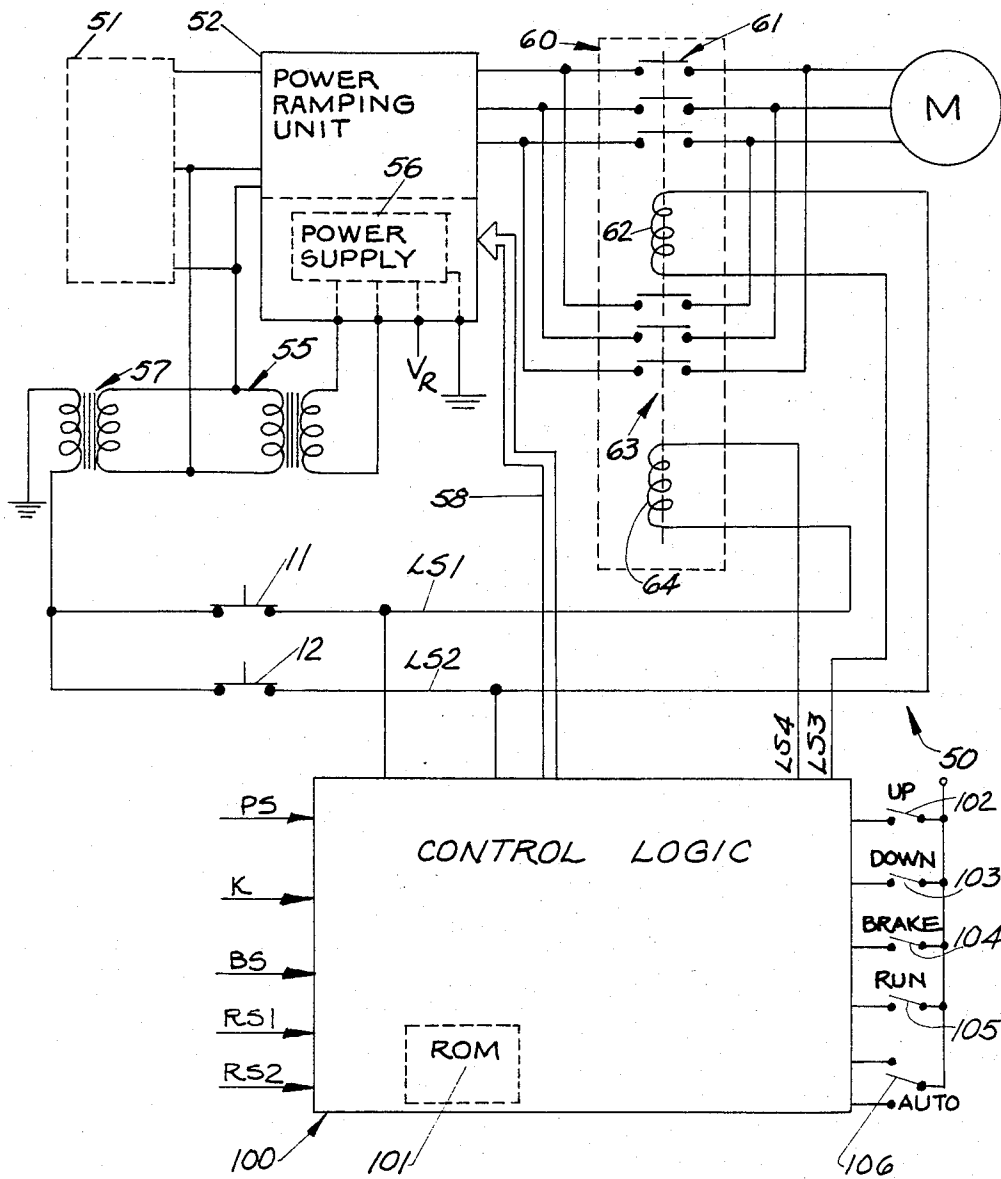 51
52
60
61
POWER
RAMPING
UNIT
M
56
POWER
SUPPLY
62
57
55
VR
63
58
64
11
LS1
12
LS2
LS4
LS3
50
PS
UP
102
CONTROL LOGIC
DOWN
103
K
BRAKE
104
BS
RUN
105
RS1
ROM
RS2
AUTO
100
101
106